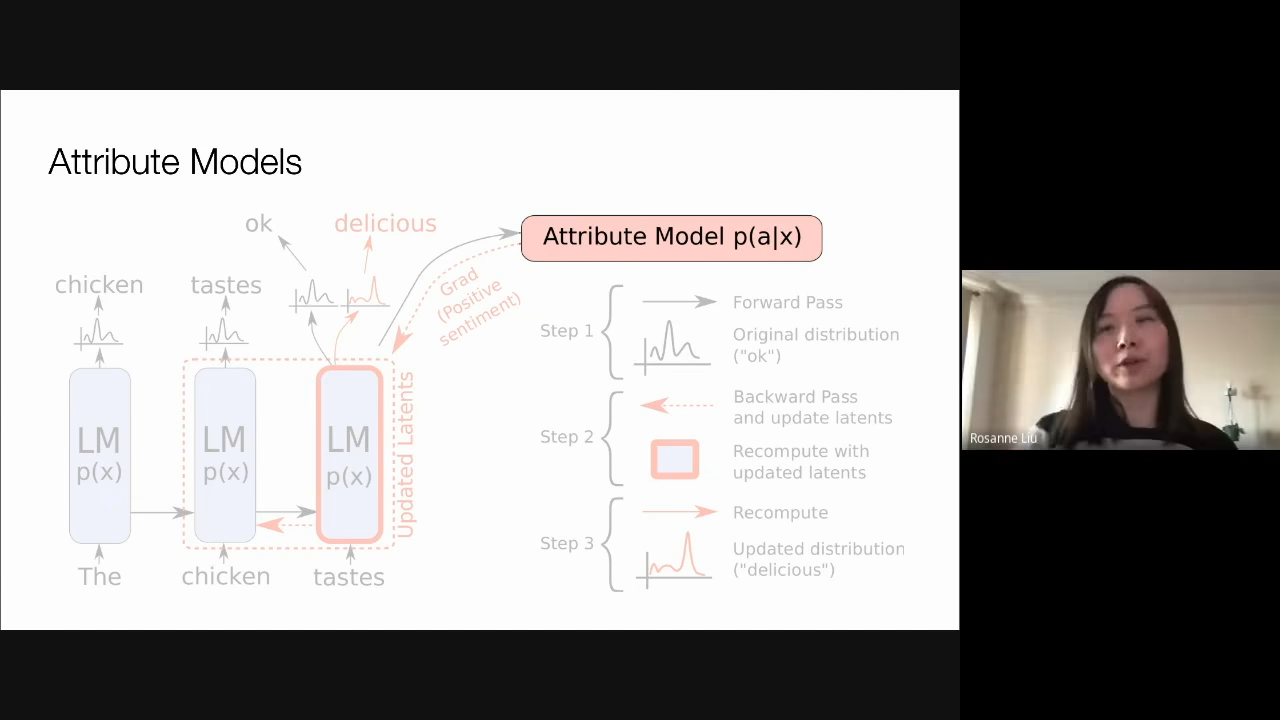 Attribute Models
ok
delicious
Attribute Model p(a|x)
chicken
tastes
Grad
(Positive
sentiment)
LM
p(x)
LM
p(x)
LM
p(x)
Updated Latents
The
chicken
tastes
Step 1
Forward Pass
Original distribution
("ok")
Step 2
Backward Pass
and update latents
Recompute with
updated latents
Step 3
Recompute
Updated distribution
("delicious")
Rosanne Liu